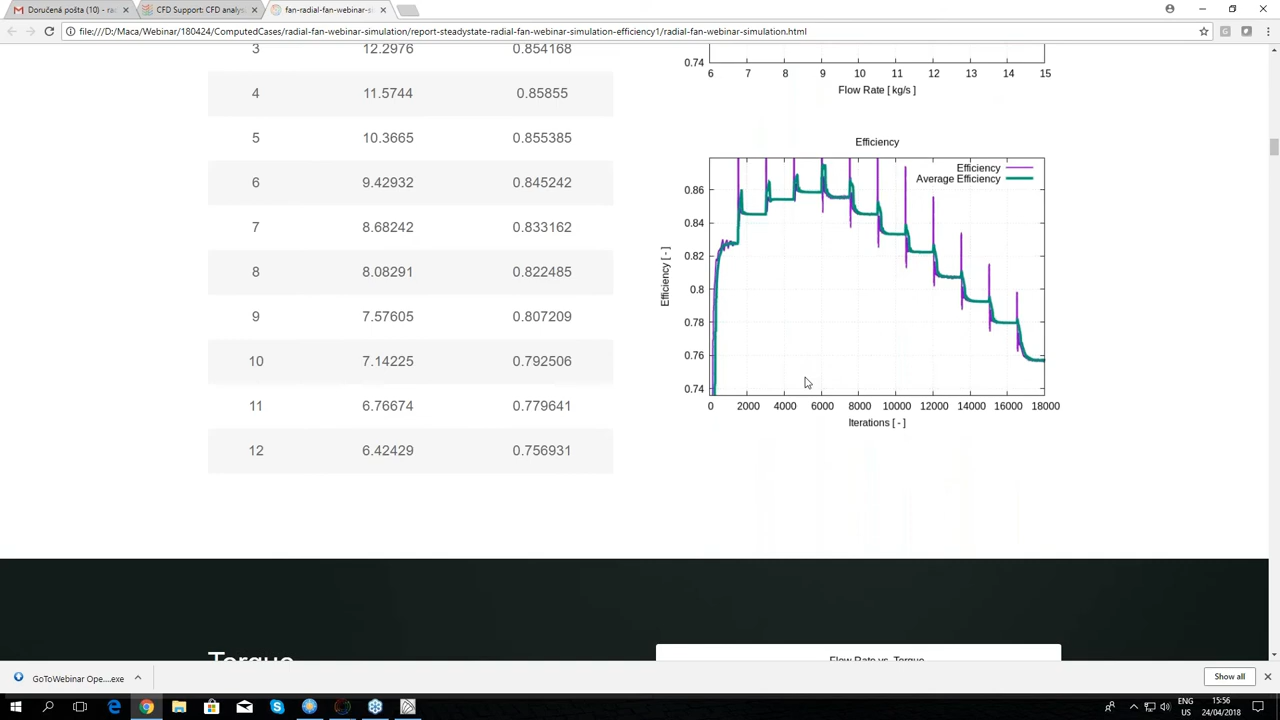 Doručená pošta (10) - ra
CFD Support: CFD analys
fan-radial-fan-webinar-si
file:///D:/Maca/Webinar/180424/ComputedCases/radial-fan-webinar-simulation/report-steadystate-radial-fan-webinar-simulation-efficiency1/radial-fan-webinar-simulation.html
3 12.2976 0.854168
4 11.5744 0.85855
5 10.3665 0.855385
6 9.42932 0.845242
7 8.68242 0.833162
8 8.08291 0.822485
9 7.57605 0.807209
10 7.14225 0.792506
11 6.76674 0.779641
12 6.42429 0.756931
0.74
6 7 8 9 10 11 12 13 14 15
Flow Rate [ kg/s ]
Efficiency
Efficiency
Average Efficiency
Efficiency [ - ]
0.86
0.84
0.82
0.8
0.78
0.76
0.74
0 2000 4000 6000 8000 10000 12000 14000 16000 18000
Iterations [ - ]
Torque
Flow Rate vs. Torque
GoToWebinar Ope....exe
Show all
ENG
US
15:56
24/04/2018